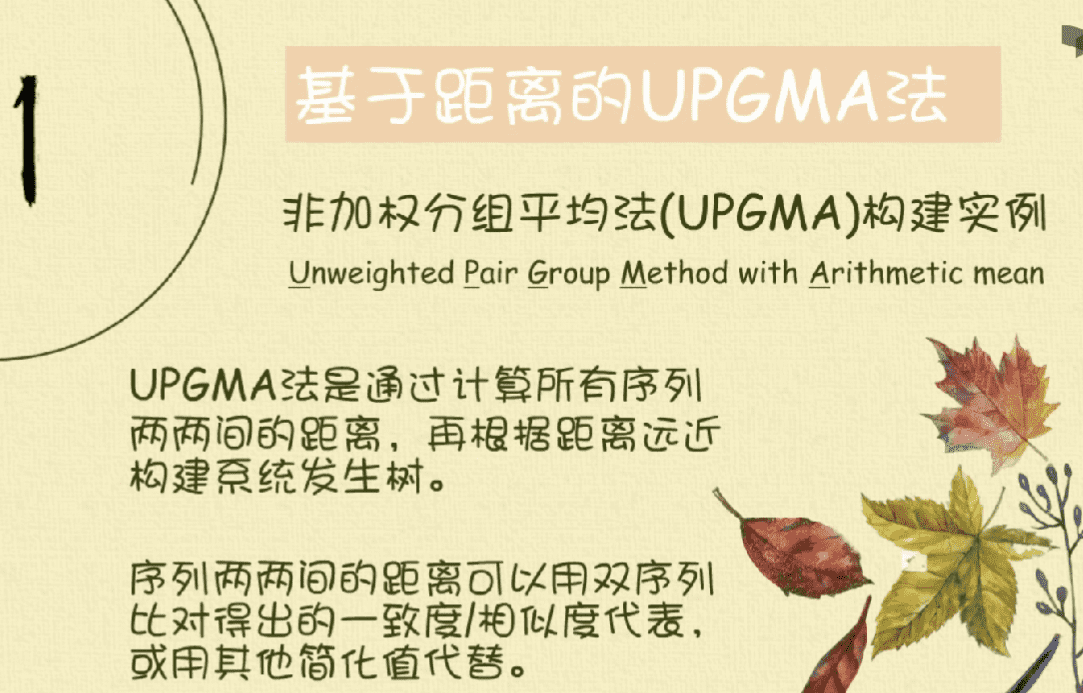 1
基于距离的UPGMA法
非加权分组平均法(UPGMA)构建实例
Unweighted Pair Group Method with Arithmetic mean
UPGMA法是通过计算所有序列
两两间的距离，再根据距离远近
构建系统发生树。
序列两两间的距离可以用双序列
比对得出的一致度/相似度代表，
或用其他简化值代替。